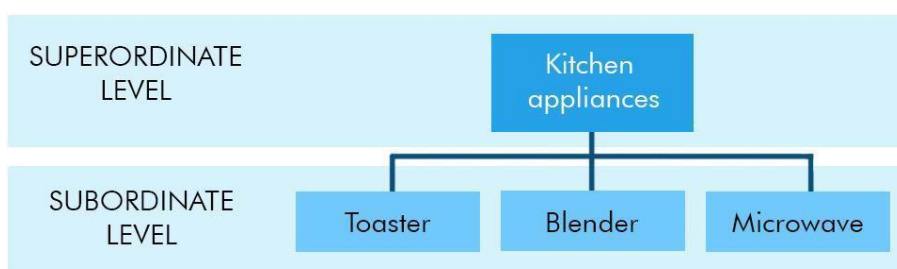 SUPERORDINATE
LEVEL
Kitchen
appliances
SUBORDINATE
LEVEL
Toaster
Blender
Microwave